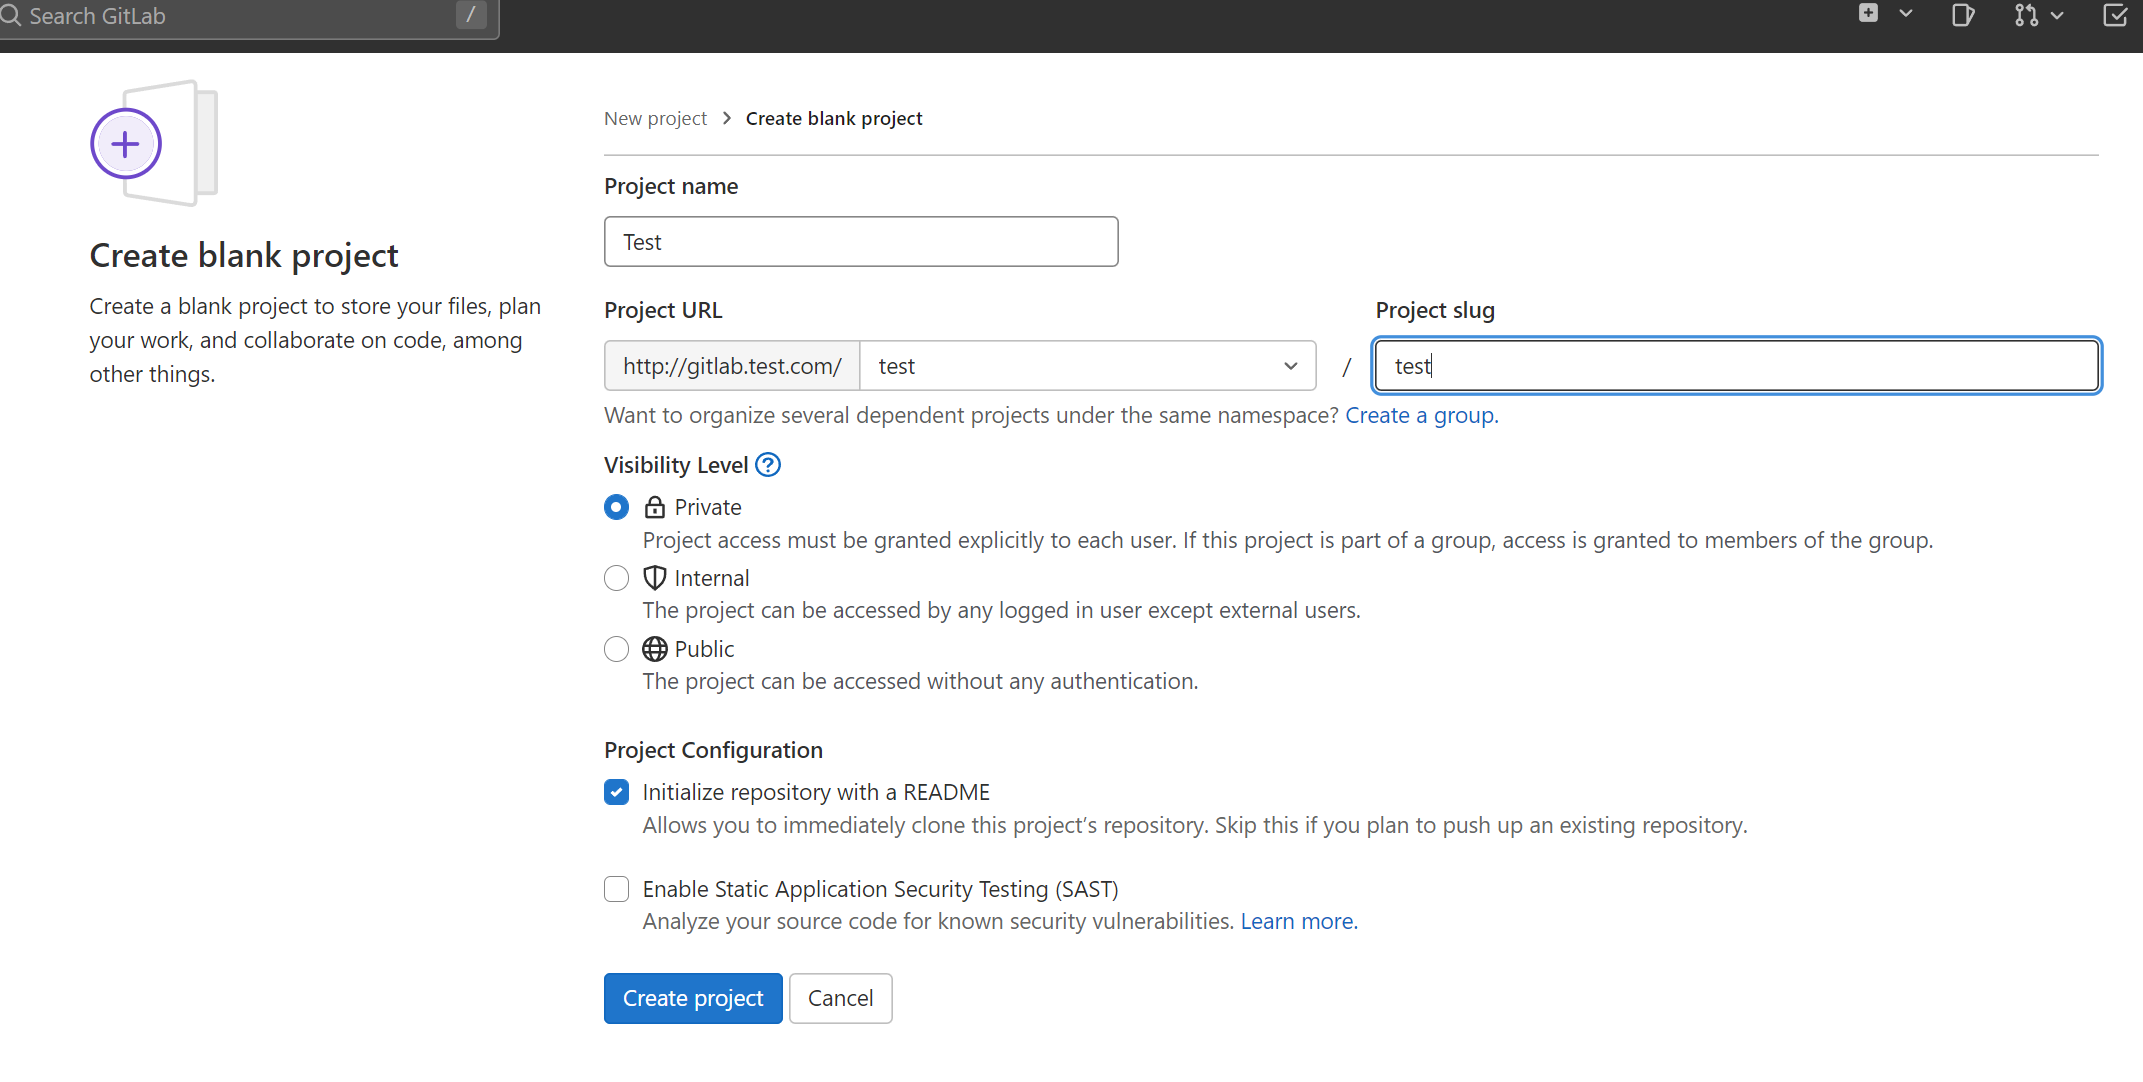 Search GitLab /
Create blank project
Create a blank project to store your files, plan
your work, and collaborate on code, among
other things.
New project > Create blank project
Project name
Test
Project URL
Project slug
http://gitlab.test.com/ test / test
Want to organize several dependent projects under the same namespace? Create a group.
Visibility Level ?
Private
Project access must be granted explicitly to each user. If this project is part of a group, access is granted to members of the group.
Internal
The project can be accessed by any logged in user except external users.
Public
The project can be accessed without any authentication.
Project Configuration
Initialize repository with a README
Allows you to immediately clone this project’s repository. Skip this if you plan to push up an existing repository.
Enable Static Application Security Testing (SAST)
Analyze your source code for known security vulnerabilities. Learn more.
Create project Cancel